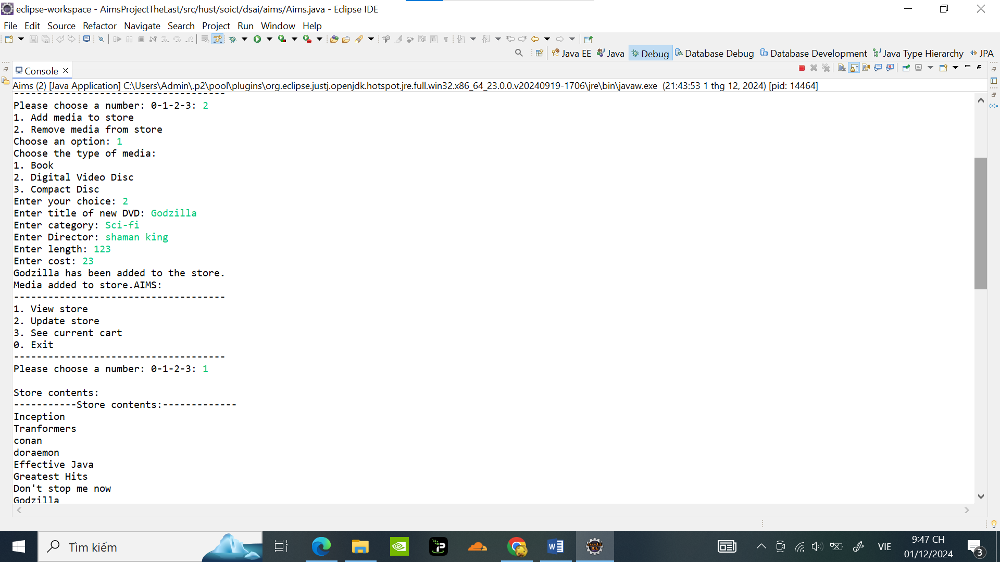 eclipse-workspace - AimsProjectTheLast/src/hust/soict/dsai/aims/Aims.java - Eclipse IDE
File Edit Source Refactor Navigate Search Project Run Window Help
Java EE Java Debug Database Debug Database Development Java Type Hierarchy JPA
Console
Aims (2) [Java Application] C:\Users\Admin\.p2\pool\plugins\org.eclipse.justj.openjdk.hotspot.jre.full.win32.x86_64_23.0.0.v20240919-1706\jre\bin\javaw.exe (21:43:53 1 thg 12, 2024) [pid: 14464]
-------------------------------------
Please choose a number: 0-1-2-3: 2
1. Add media to store
2. Remove media from store
Choose an option: 1
Choose the type of media:
1. Book
2. Digital Video Disc
3. Compact Disc
Enter your choice: 2
Enter title of new DVD: Godzilla
Enter category: Sci-fi
Enter Director: shaman king
Enter length: 123
Enter cost: 23
Godzilla has been added to the store.
Media added to store.AIMS:
-------------------------------------
1. View store
2. Update store
3. See current cart
0. Exit
-------------------------------------
Please choose a number: 0-1-2-3: 1
Store contents:
-----------Store contents:-------------
Inception
Tranformers
conan
doraemon
Effective Java
Greatest Hits
Don't stop me now
Godzilla
Tìm kiếm
VIE
9:47 CH
01/12/2024
3